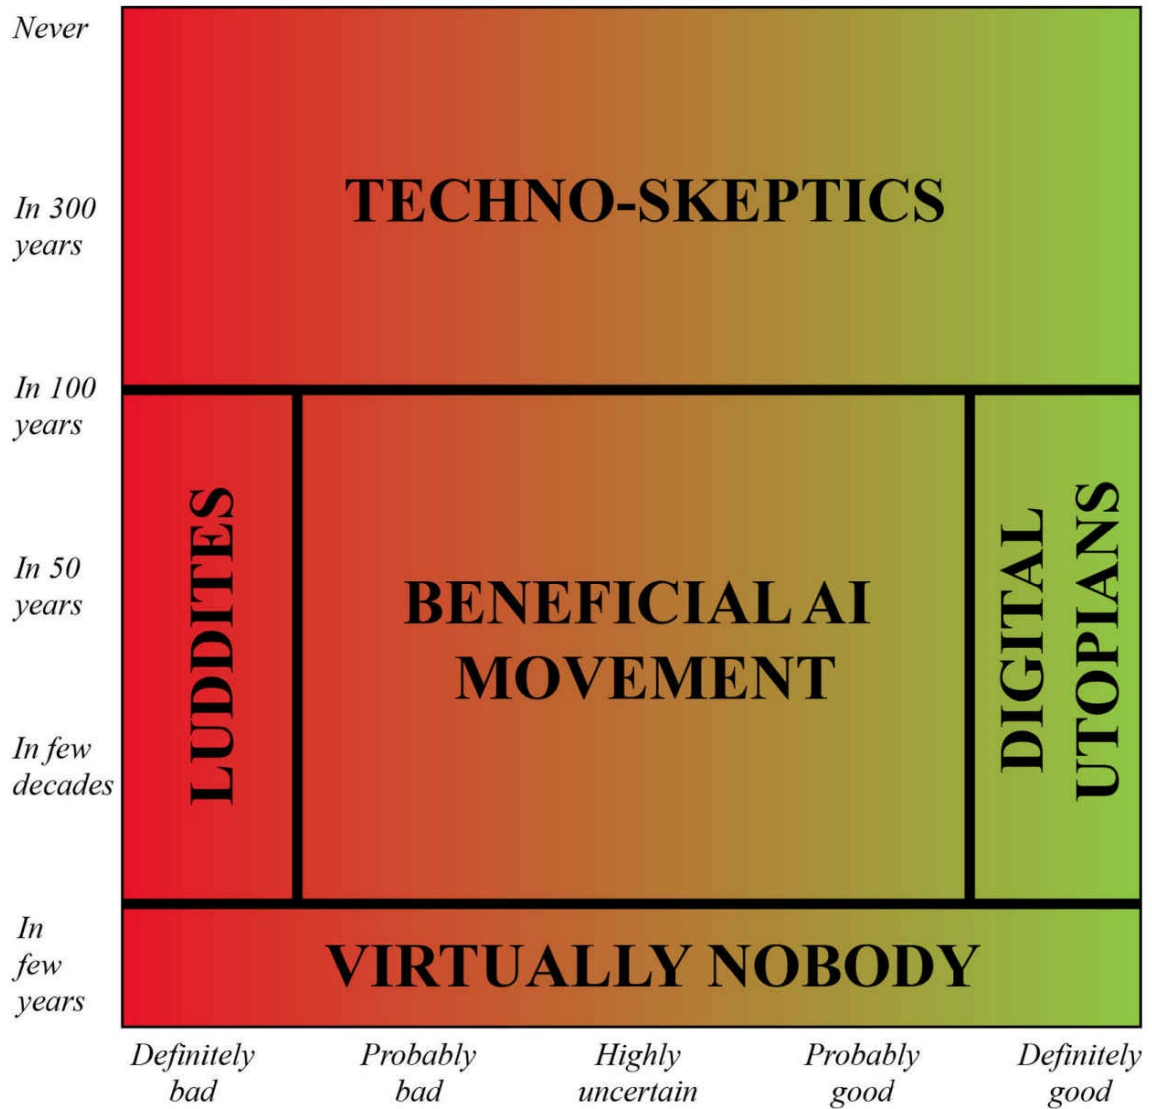 Never
TECHNO-SKEPTICS
In 300
years
In 100
years
LUDDITES
BENEFICIAL AI
MOVEMENT
DIGITAL
UTOPIANS
In 50
years
In few
decades
In
few
years
VIRTUALLY NOBODY
Definitely
bad
Probably
bad
Highly
uncertain
Probably
good
Definitely
good